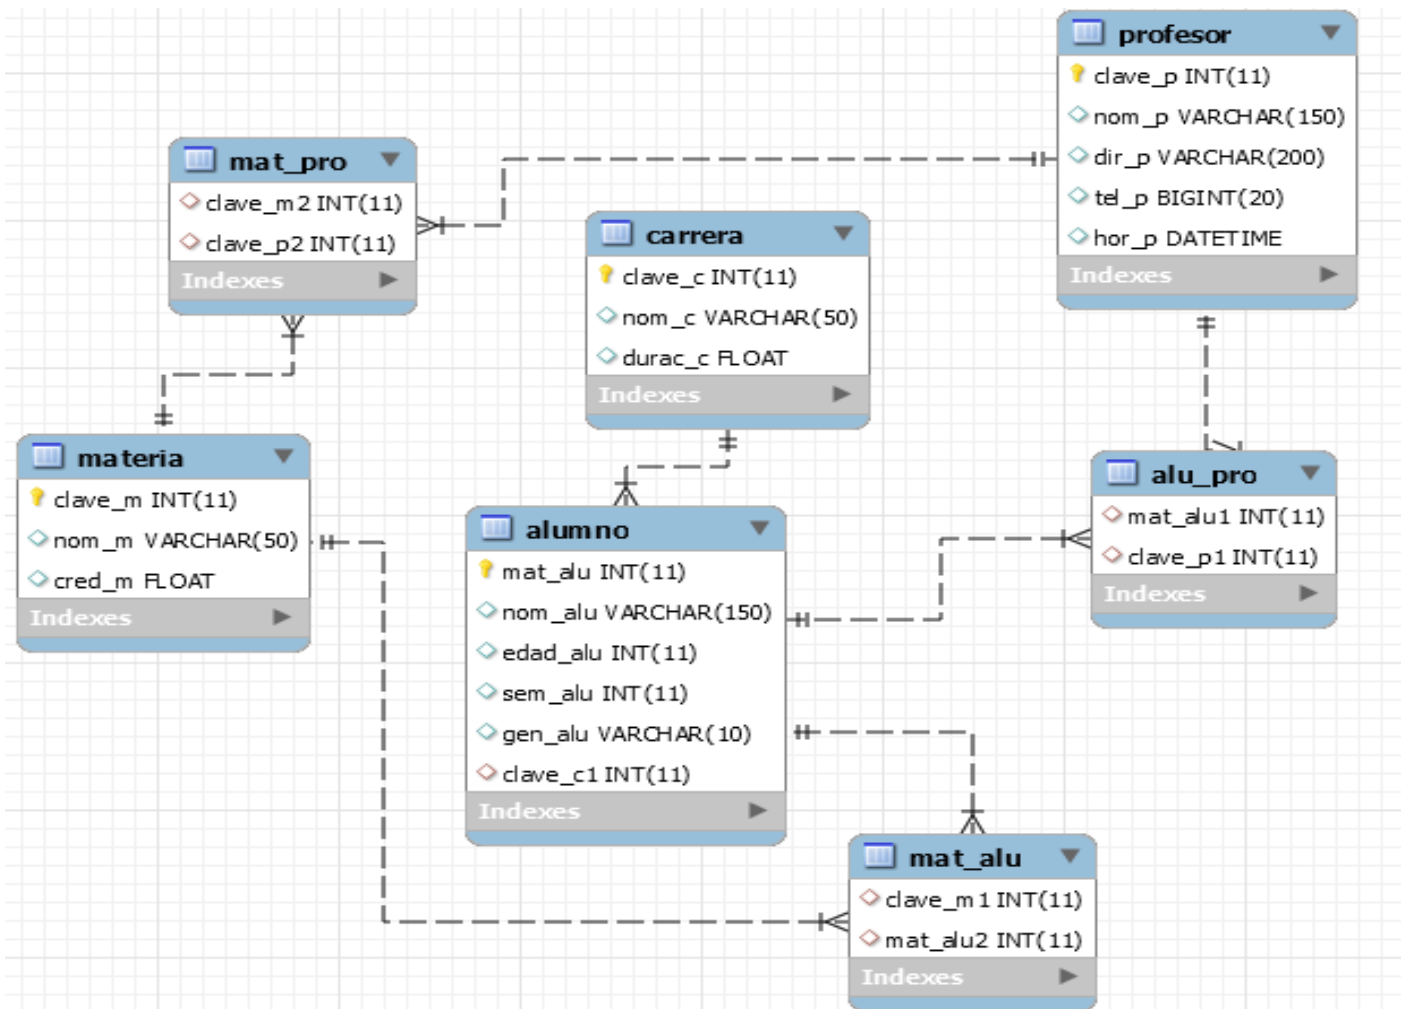 profesor
clave_p INT(11)
nom_p VARCHAR(150)
dir_p VARCHAR(200)
tel_p BIGINT(20)
hor_p DATETIME
Indexes
mat_pro
clave_m2 INT(11)
clave_p2 INT(11)
Indexes
carrera
clave_c INT(11)
nom_c VARCHAR(50)
durac_c FLOAT
Indexes
materia
clave_m INT(11)
nom_m VARCHAR(50)
cred_m FLOAT
Indexes
alumno
mat_alu INT(11)
nom_alu VARCHAR(150)
edad_alu INT(11)
sem_alu INT(11)
gen_alu VARCHAR(10)
clave_c1 INT(11)
Indexes
alu_pro
mat_alu1 INT(11)
clave_p1 INT(11)
Indexes
mat_alu
clave_m1 INT(11)
mat_alu2 INT(11)
Indexes